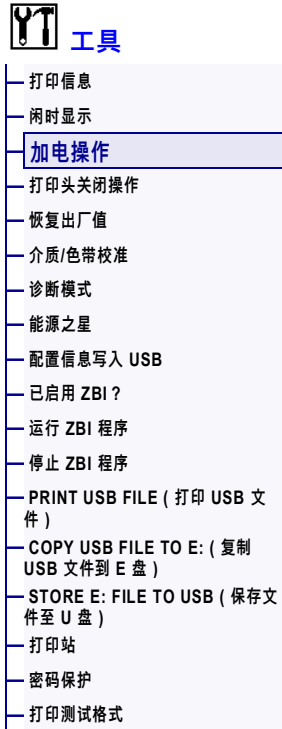 工具
打印信息
闲时显示
加电操作
打印头关闭操作
恢复出厂值
介质/色带校准
诊断模式
能源之星
配置信息写入 USB
已启用 ZBI？
运行 ZBI 程序
停止 ZBI 程序
PRINT USB FILE ( 打印 USB 文
件 )
COPY USB FILE TO E: ( 复制
USB 文件到 E 盘 )
STORE E: FILE TO USB ( 保存文
件至 U 盘 )
打印站
密码保护
打印测试格式